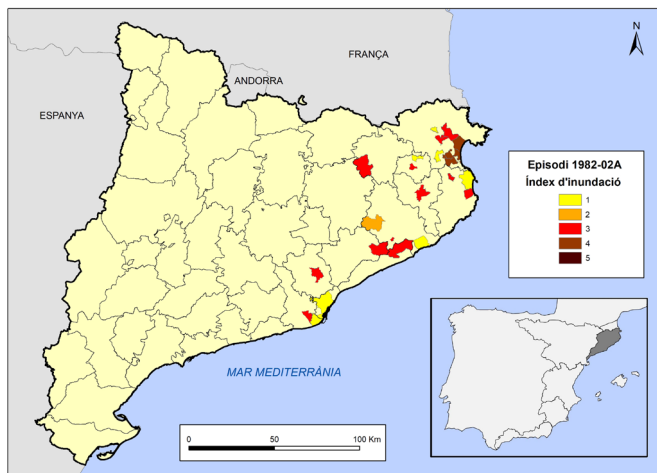 FRANÇA
N
ANDORRA
ESPANYA
Episodi 1982-02A
Índex d'inundació
1
2
3
4
5
MAR MEDITERRÀNIA
0 50 100 Km